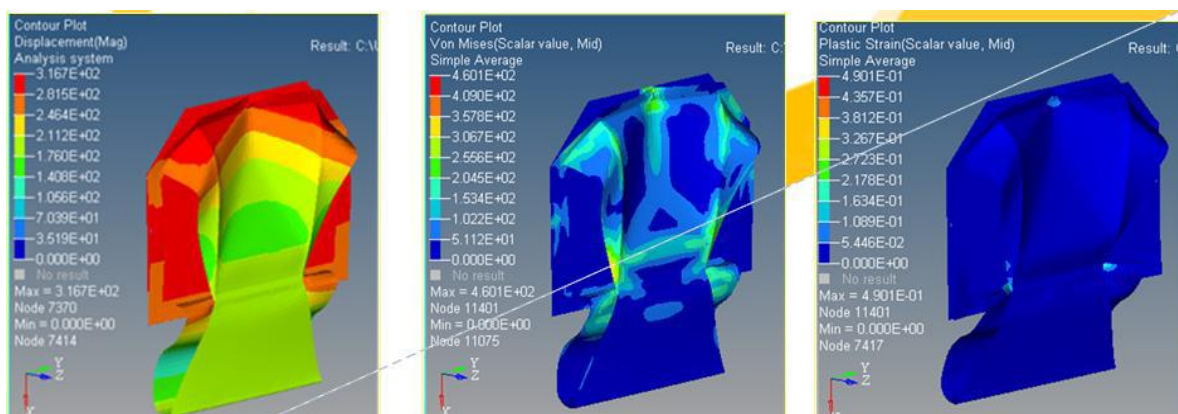 Contour Plot
Displacement(Mag)
Analysis system
Result: C:\U
3.167E+02
2.815E+02
2.464E+02
2.112E+02
1.760E+02
1.408E+02
1.056E+02
7.039E+01
3.519E+01
0.000E+00
No result
Max = 3.167E+02
Node 7370
Min = 0.000E+00
Node 7414
Y
Z
Contour Plot
Von Mises(Scalar value, Mid)
Simple Average
Result: C:\
4.601E+02
4.090E+02
3.578E+02
3.067E+02
2.556E+02
2.045E+02
1.534E+02
1.022E+02
5.112E+01
0.000E+00
No result
Max = 4.601E+02
Node 11401
Min = 0.000E+00
Node 11075
Y
Z
Contour Plot
Plastic Strain(Scalar value, Mid)
Simple Average
Result: C:\
4.901E-01
4.357E-01
3.812E-01
3.267E-01
2.723E-01
2.178E-01
1.634E-01
1.089E-01
5.446E-02
0.000E+00
No result
Max = 4.901E-01
Node 11401
Min = 0.000E+00
Node 7417
Y
Z